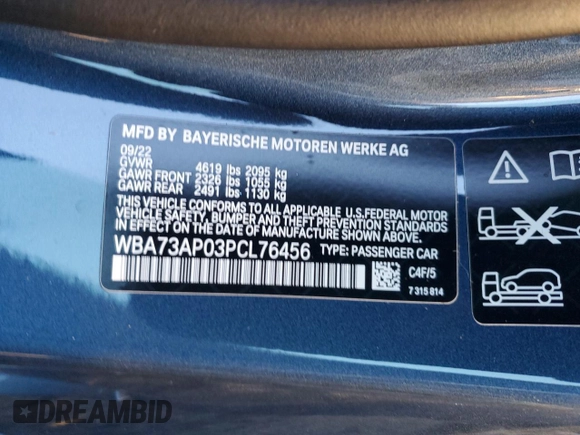 MFD BY BAYERISCHE MOTOREN WERKE AG
09/22
GVWR 4619 lbs 2095 kg
GAWR FRONT 2326 lbs 1055 kg
GAWR REAR 2491 lbs 1130 kg
THIS VEHICLE CONFORMS TO ALL APPLICABLE U.S.FEDERAL MOTOR
VEHICLE SAFETY, BUMPER, AND THEFT PREVENTION STANDARDS
IN EFFECT ON THE DATE OF MANUFACTURE SHOWN ABOVE.
WBA73AP03PCL76456 TYPE: PASSENGER CAR
C4F/5
7 315 814
DREAMBID